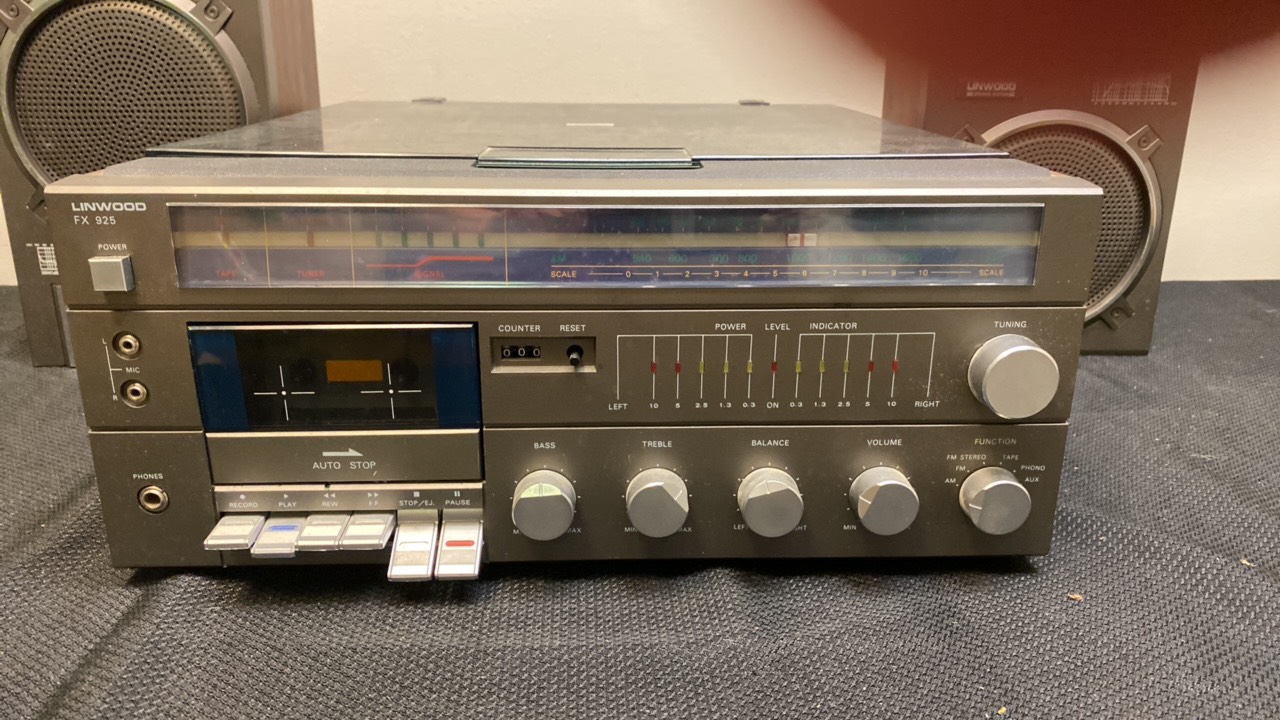 LINWOOD
LINWOOD
FX 925
POWER
TAPE TUNER SIGNAL
SCALE 0 1 2 3 4 5 6 7 8 9 10 SCALE
COUNTER RESET
000
POWER LEVEL INDICATOR
TUNING
L
MIC
R
LEFT 10 5 2.5 1.3 0.3 ON 0.3 1.3 2.5 5 10 RIGHT
AUTO STOP
BASS TREBLE BALANCE VOLUME FUNCTION
FM STEREO TAPE
FM PHONO
AM AUX
PHONES
RECORD PLAY REW F.F STOP/EJ. PAUSE
MIN